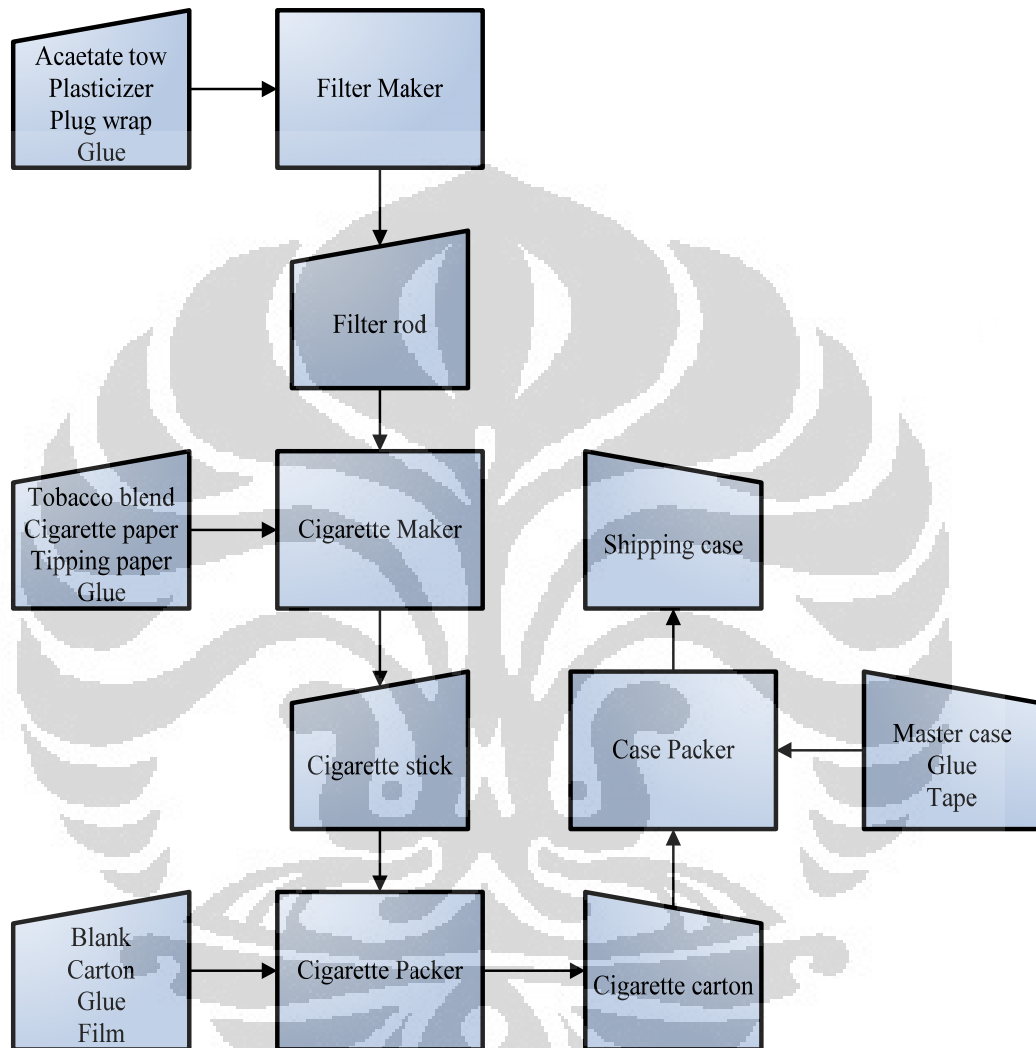 Acaetate tow
Plasticizer
Plug wrap
Glue
Filter Maker
Filter rod
Tobacco blend
Cigarette paper
Tipping paper
Glue
Cigarette Maker
Shipping case
Cigarette stick
Case Packer
Master case
Glue
Tape
Blank
Carton
Glue
Film
Cigarette Packer
Cigarette carton